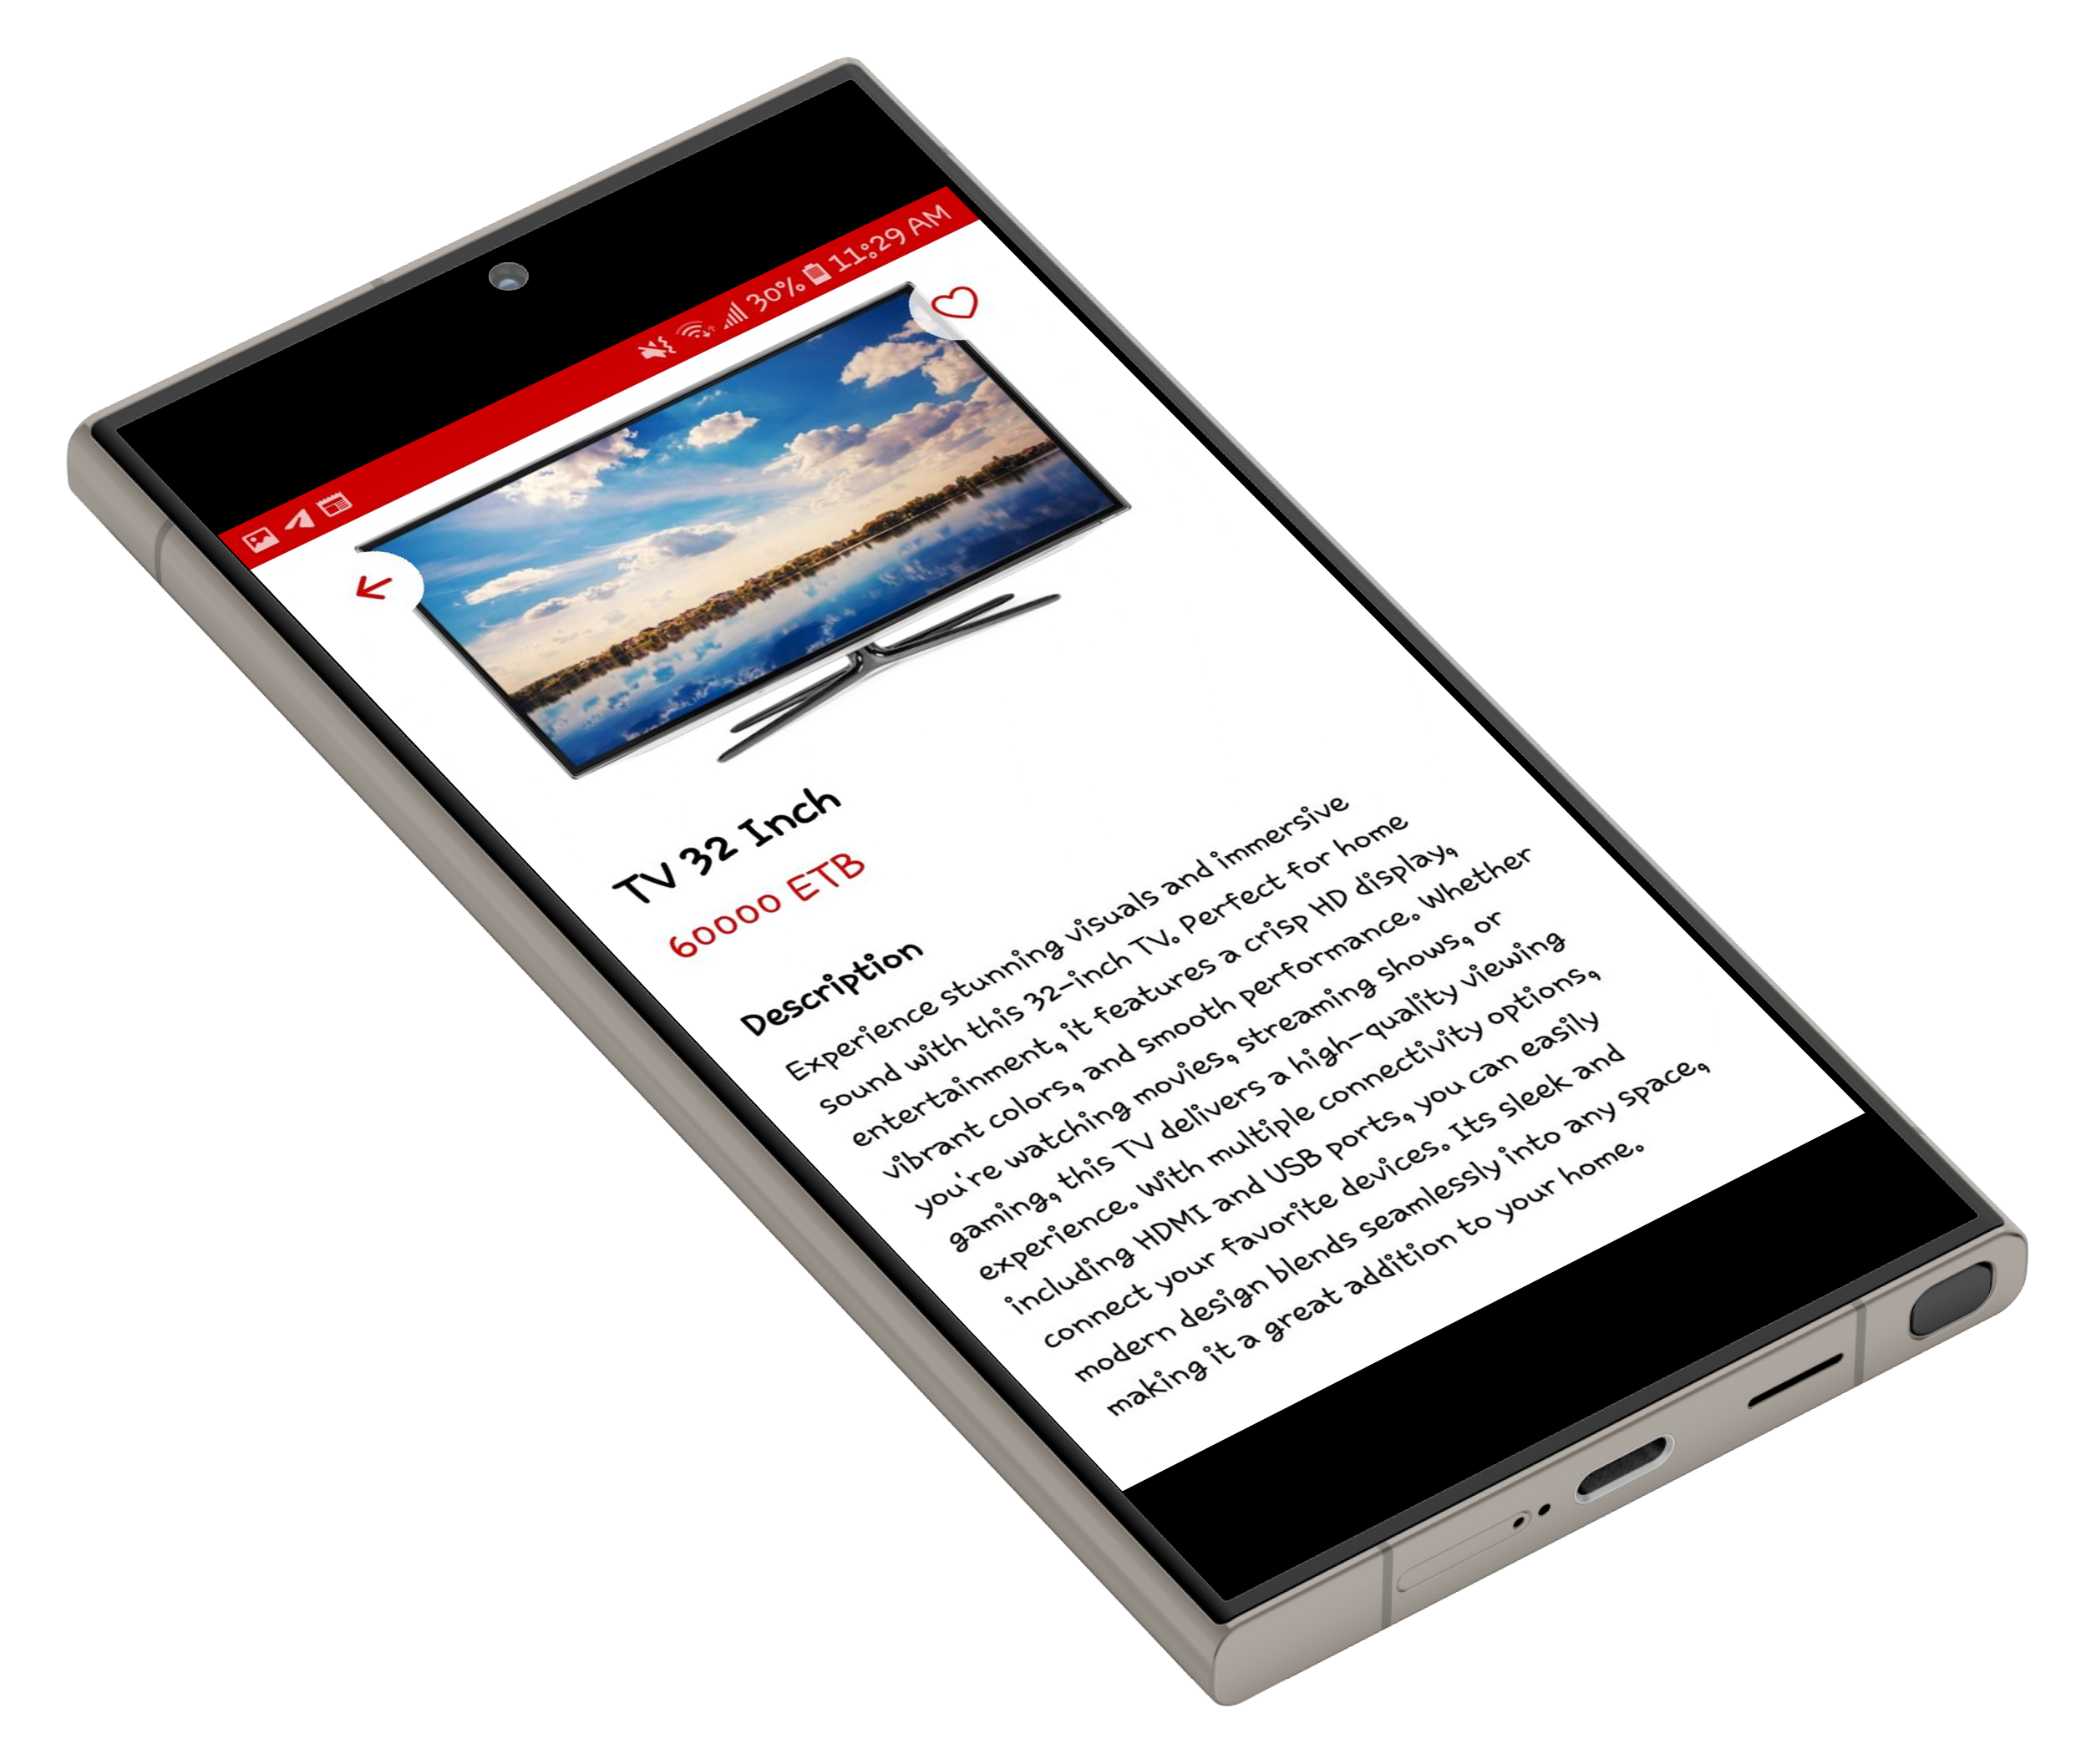 30% 11:29 AM
TV 32 Inch
60000 ETB
Description
Experience stunning visuals and immersive
sound with this 32-inch TV. Perfect for home
entertainment, it features a crisp HD display,
vibrant colors, and smooth performance. Whether
you're watching movies, streaming shows, or
gaming, this TV delivers a high-quality viewing
experience. With multiple connectivity options,
including HDMI and USB ports, you can easily
connect your favorite devices. Its sleek and
modern design blends seamlessly into any space,
making it a great addition to your home.